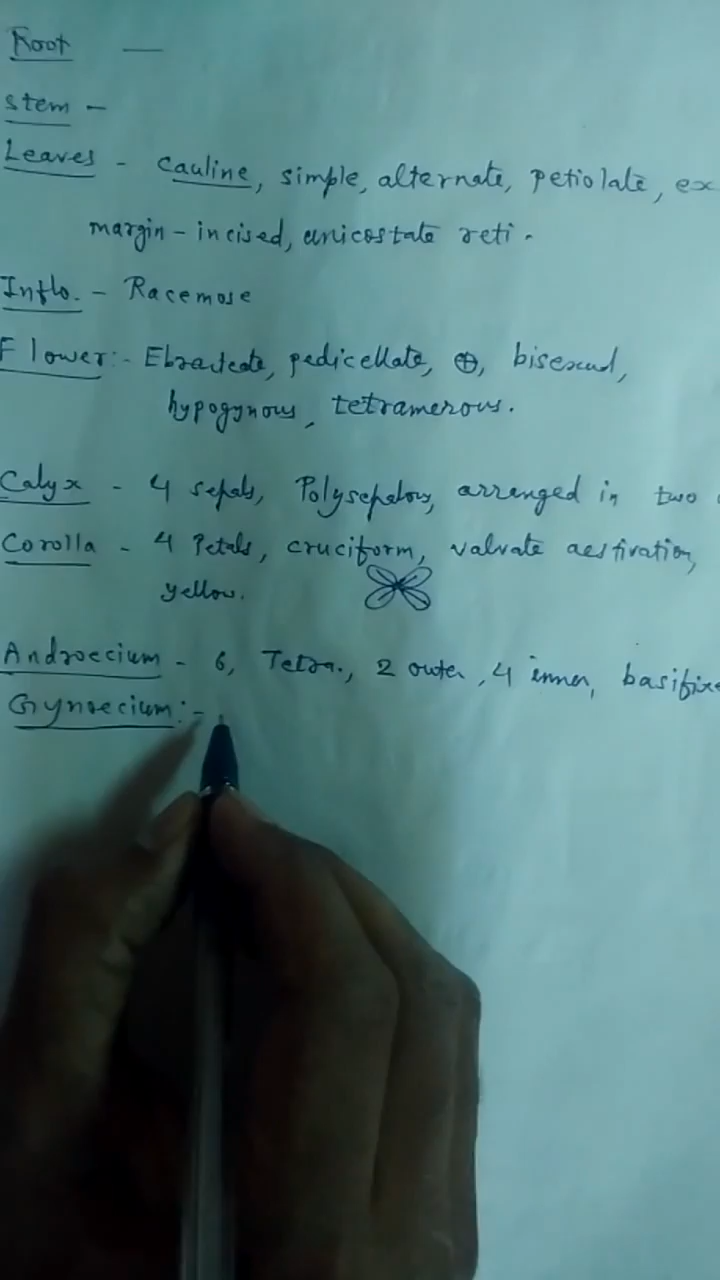 Root —
Stem -
Leaves - Cauline, simple, alternate, petiolate, ex
margin - incised, unicostate reti.
Inflo. - Racemose
Flower:- Ebracteate, pedicellate, ⊕, bisexual,
hypogynous, tetramerous.
Calyx - 4 sepals, Polysepalous, arranged in two
Corolla - 4 Petals, cruciform, valvate aestivation,
yellow.
Androecium - 6, Tetra., 2 outer, 4 inner, basifixe
Gynoecium:-